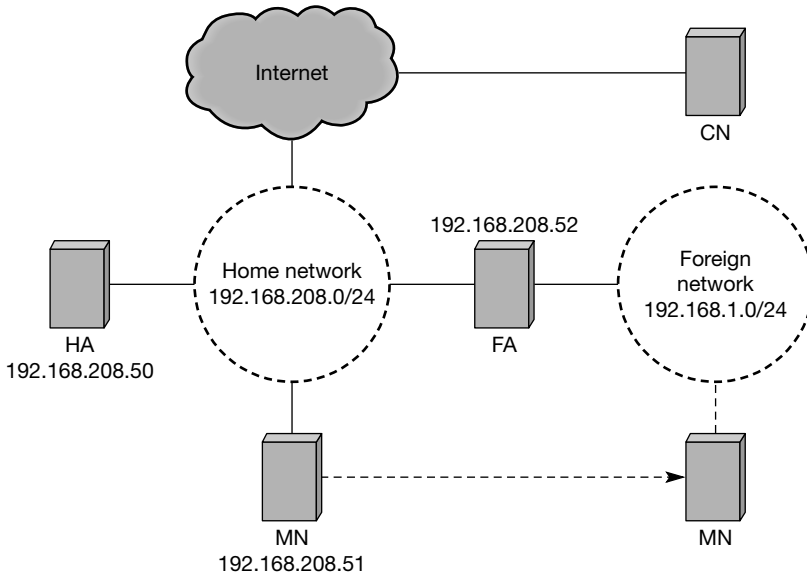 Internet
CN
192.168.208.52
Home network
192.168.208.0/24
Foreign
network
192.168.1.0/24
HA
192.168.208.50
FA
MN
192.168.208.51
MN